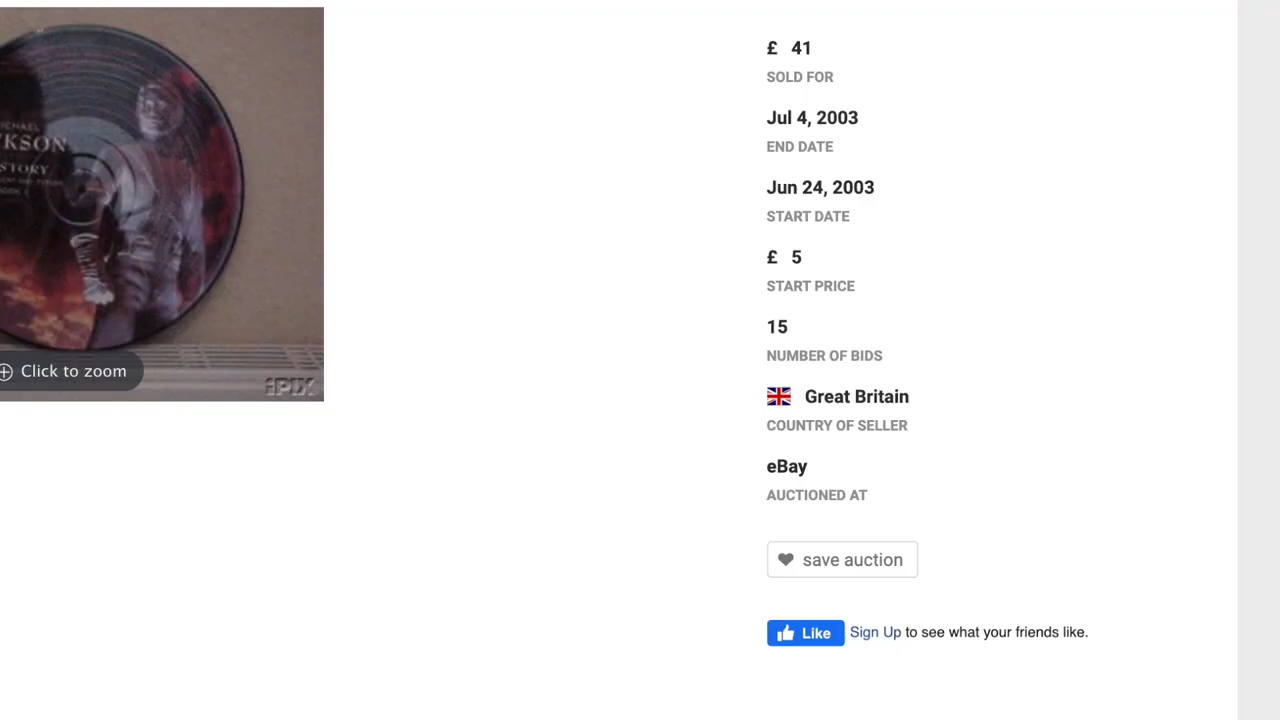 ICHAEL
KSON
STORY
£ 41
SOLD FOR
Jul 4, 2003
END DATE
Jun 24, 2003
START DATE
£ 5
START PRICE
15
NUMBER OF BIDS
Great Britain
COUNTRY OF SELLER
eBay
AUCTIONED AT
Click to zoom
iPIX
save auction
Like Sign Up to see what your friends like.